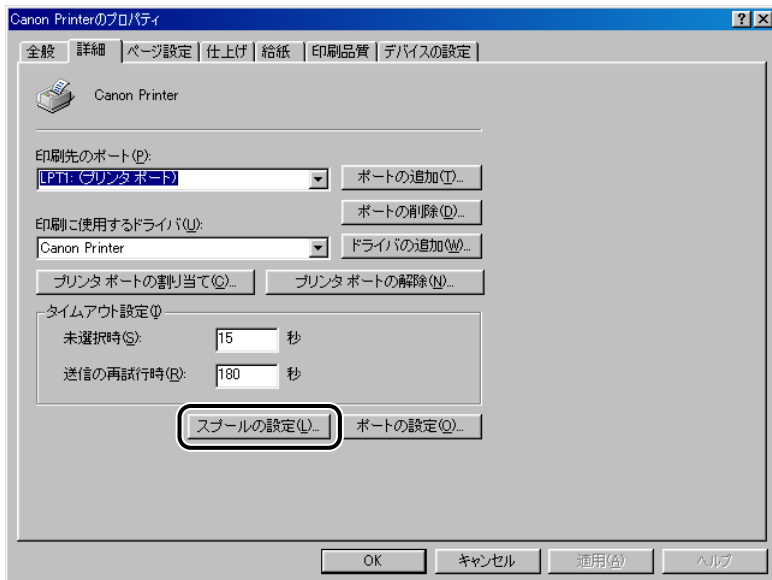 Canon Printerのプロパティ
全般 詳細 ページ設定 仕上げ 給紙 印刷品質 デバイスの設定
Canon Printer
印刷先のポート(P):
LPT1: (プリンタ ポート)
ポートの追加(T)...
ポートの削除(D)...
印刷に使用するドライバ(U):
Canon Printer
ドライバの追加(W)...
プリンタ ポートの割り当て(C)... プリンタ ポートの解除(N)...
タイムアウト設定(I)
未選択時(S): 15 秒
送信の再試行時(R): 180 秒
スプールの設定(L)... ポートの設定(O)...
OK キャンセル 適用(A) ヘルプ